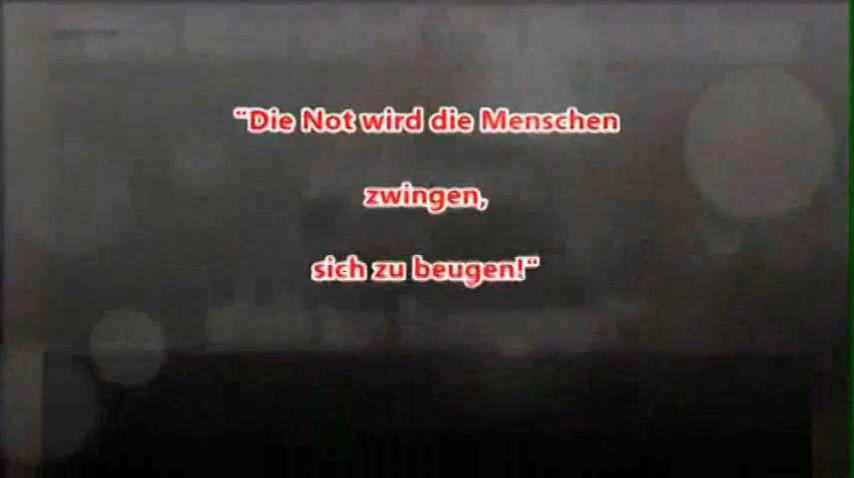 “Die Not wird die Menschen
zwingen,
sich zu beugen!“